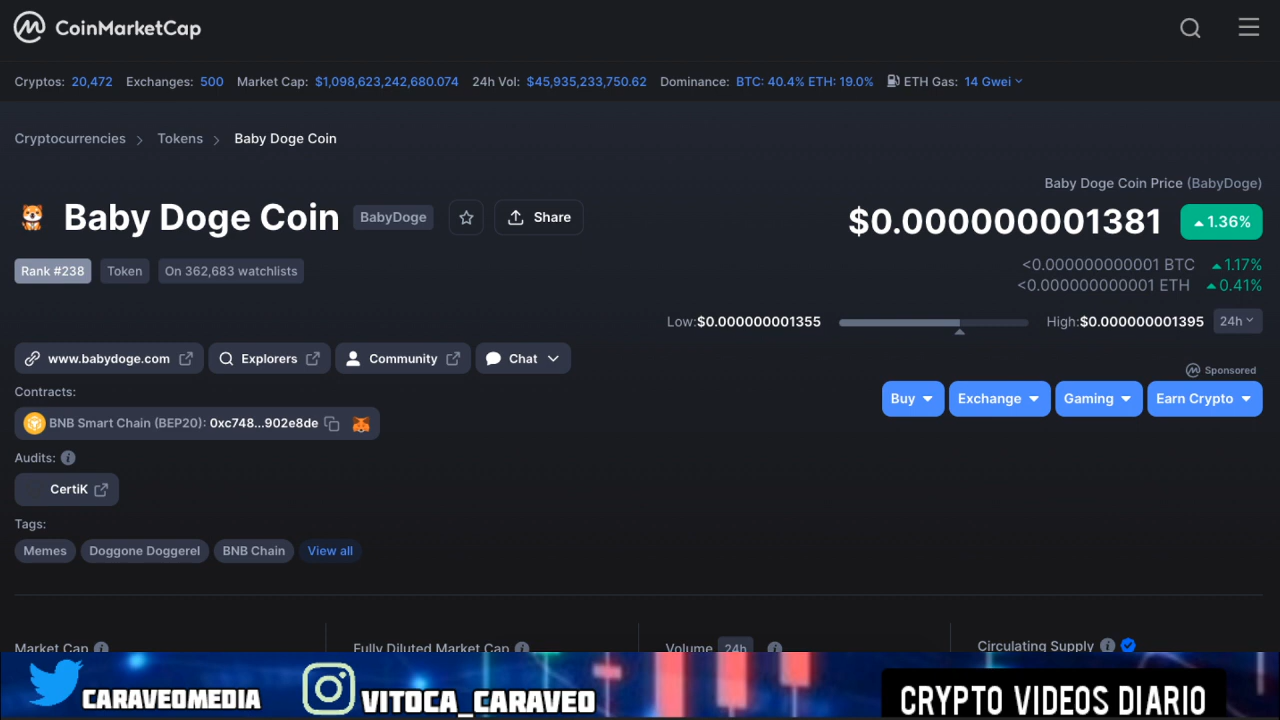 CoinMarketCap
Cryptos: 20,472 Exchanges: 500 Market Cap: $1,098,623,242,680.074 24h Vol: $45,935,233,750.62 Dominance: BTC: 40.4% ETH: 19.0% ETH Gas: 14 Gwei
Cryptocurrencies > Tokens > Baby Doge Coin
Baby Doge Coin Price (BabyDoge)
Baby Doge Coin BabyDoge Share
$0.000000001381 1.36%
<0.000000000001 BTC 1.17%
Rank #238 Token On 362,683 watchlists
<0.000000000001 ETH 0.41%
Low:$0.000000001355 High:$0.000000001395 24h
www.babydoge.com Explorers Community Chat
Sponsored
Buy Exchange Gaming Earn Crypto
Contracts:
BNB Smart Chain (BEP20): 0xc748...902e8de
Audits:
CertiK
Tags:
Memes Doggone Doggerel BNB Chain View all
Market Cap Fully Diluted Market Cap Volume 24h Circulating Supply
CARAVEOMEDIA VITOCA_CARAVEO CRYPTO VIDEOS DIARIO